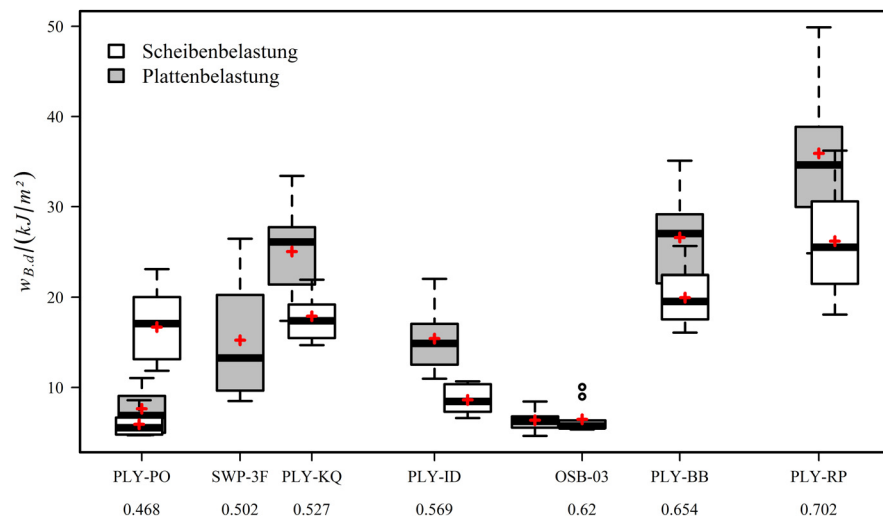 50
40
30
20
10
w_{B.d}/(kJ/m²)
Scheibenbelastung
Plattenbelastung
PLY-PO SWP-3F PLY-KQ PLY-ID OSB-03 PLY-BB PLY-RP
0.468 0.502 0.527 0.569 0.62 0.654 0.702